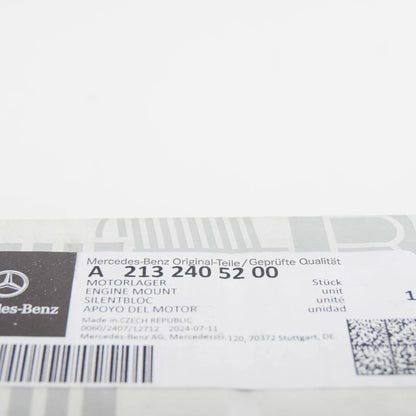 Mercedes-Benz Original-Teile/Geprüfte Qualität
A 213 240 52 00
MOTORLAGER Stück
ENGINE MOUNT unit 1
SILENTBLOC unité
APOYO DEL MOTOR unidad
Made in CZECH REPUBLIC
0060/2407/12712 2024-07-11
Mercedes-Benz AG, Mercedesstr.120, 70372 Stuttgart, DE
des-Benz